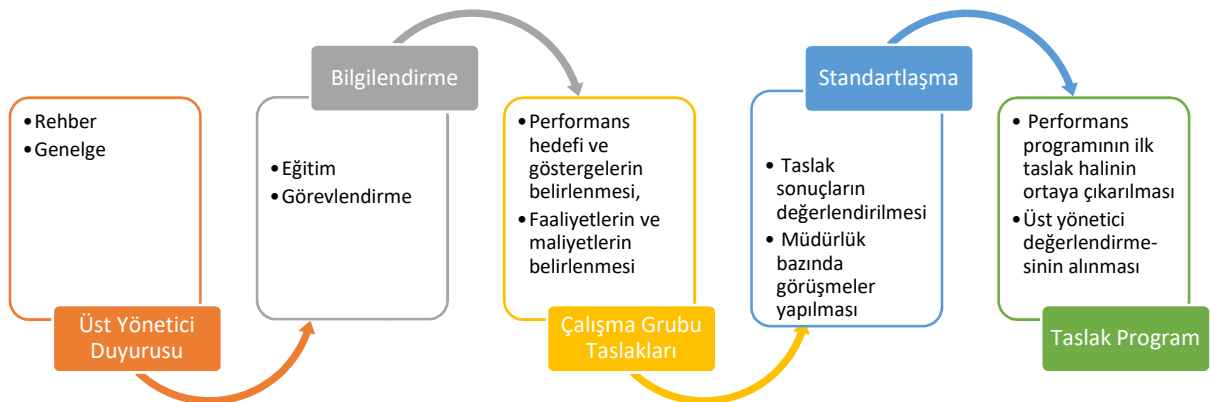 •Rehber
•Genelge
Üst Yönetici
Duyurusu
Bilgilendirme
•Eğitim
•Görevlendirme
•Performans
hedefi ve
göstergelerin
belirlenmesi,
•Faaliyetlerin ve
maliyetlerin
belirlenmesi
Çalışma Grubu
Taslakları
Standartlaşma
• Taslak
sonuçların
değerlendirilmesi
• Müdürlük
bazında
görüşmeler
yapılması
• Performans
programının ilk
taslak halinin
ortaya çıkarılması
•Üst yönetici
değerlendirme-
sinin alınması
Taslak Program